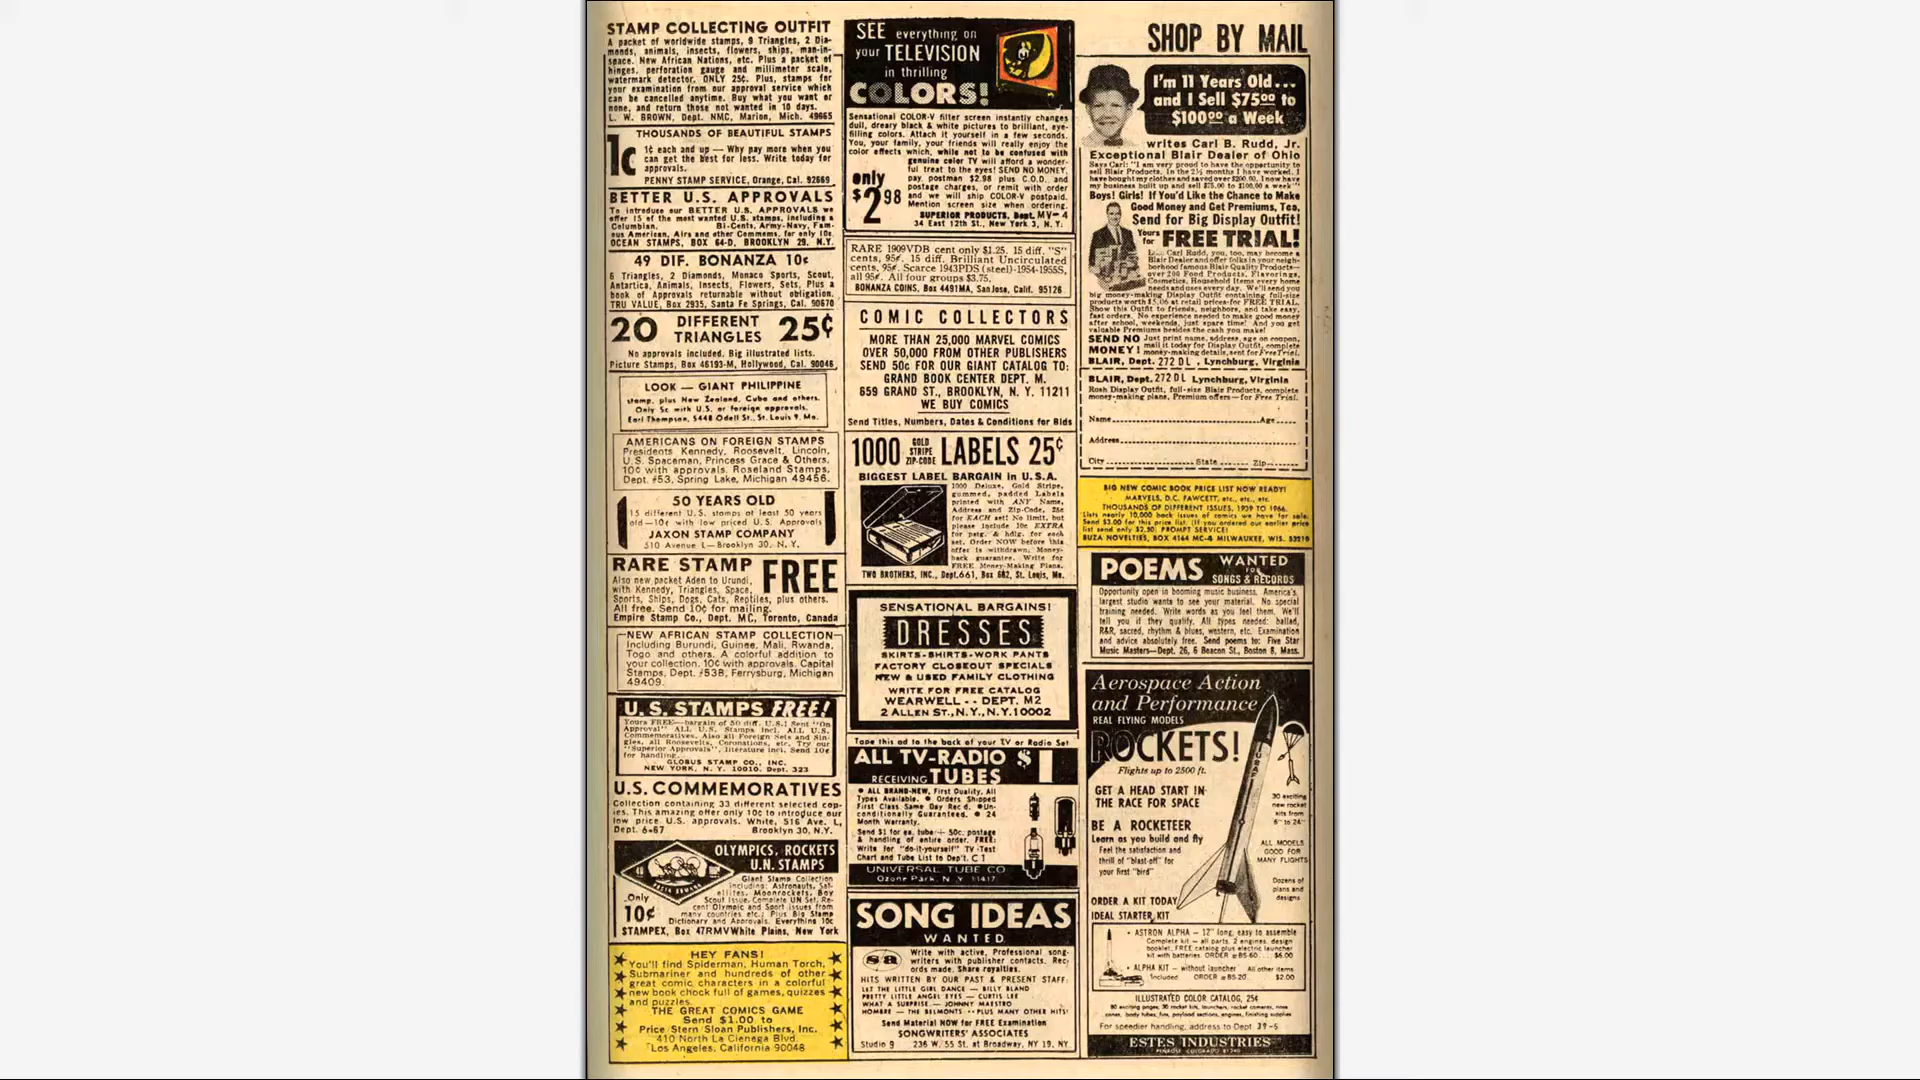 STAMP COLLECTING OUTFIT
A packet of worldwide stamps, 9 Triangles, 2 Dia-
monds, animals, insects, flowers, ships, man-in-
space. New African Nations, etc. Plus a packet of
hinges, perforation gauge and millimeter scale,
watermark detector. ONLY 25¢. Plus, stamps for
your examination from our approval service which
can be cancelled anytime. Buy what you want or
none, and return those not wanted in 10 days.
L. W. BROWN, Dept. NMC, Marion, Mich. 49665
THOUSANDS OF BEAUTIFUL STAMPS
1¢
1¢ each and up — Why pay more when you
can get the best for less. Write today for
approvals.
PENNY STAMP SERVICE, Orange, Cal. 92669
BETTER U.S. APPROVALS
To introduce our BETTER U.S. APPROVALS we
offer 15 of the most wanted U.S. stamps, including a
Columbian, Bi-Cents, Army-Navy, Fam-
ous American, Airs and other Commems, for only 10¢.
OCEAN STAMPS, BOX 64-D, BROOKLYN 29, N.Y.
49 DIF. BONANZA 10¢
6 Triangles, 2 Diamonds, Monaco Sports, Scout,
Antartica, Animals, Insects, Flowers, Sets, Plus a
book of Approvals returnable without obligation.
TRU VALUE, Box 2935, Santa Fe Springs, Cal. 90670
20 DIFFERENT TRIANGLES 25¢
No approvals included. Big illustrated lists.
Picture Stamps, Box 46193-M, Hollywood, Cal. 90046
LOOK — GIANT PHILIPPINE
stamp, plus New Zealand, Cuba and others.
Only 5c with U.S. or foreign approvals.
Earl Thompson, 5448 Odell St., St. Louis 9, Mo.
AMERICANS ON FOREIGN STAMPS
Presidents Kennedy, Roosevelt, Lincoln,
U.S. Spaceman, Princess Grace & Others.
10¢ with approvals. Roseland Stamps,
Dept. #53, Spring Lake, Michigan 49456.
50 YEARS OLD
15 different U.S. stamps at least 50 years
old—10¢ with low priced U.S. Approvals
JAXON STAMP COMPANY
510 Avenue L—Brooklyn 30, N. Y.
RARE STAMP FREE
Also new packet Aden to Urundi,
with Kennedy, Triangles, Space,
Sports, Ships, Dogs, Cats, Reptiles, plus others.
All free. Send 10¢ for mailing.
Empire Stamp Co., Dept. MC, Toronto, Canada
NEW AFRICAN STAMP COLLECTION
Including Burundi, Guinee, Mali, Rwanda,
Togo and others. A colorful addition to
your collection. 10¢ with approvals. Capital
Stamps, Dept. #53B, Ferrysburg, Michigan
49409.
U.S. STAMPS FREE!
Yours FREE—bargain of 50 diff. U.S.! Sent "On
Approval" ALL U.S. Stamps Incl. ALL U.S.
Commemoratives. Also all Foreign Sets and Sin-
gles, all Roosevelts, Coronations, etc. Try our
"Superior Approvals", literature incl. Send 10¢
for handling.
GLOBUS STAMP CO., INC.
NEW YORK, N. Y. 10010. Dept. 323
U.S. COMMEMORATIVES
Collection containing 33 different selected cop-
ies. This amazing offer only 10¢ to introduce our
low price U.S. approvals. White, 516 Ave. L,
Dept. 6-67 Brooklyn 30, N.Y.
OLYMPICS, ROCKETS
U.N. STAMPS
Only
10¢
Giant Stamp Collection
including: Astronauts, Sat-
ellites, Moonrockets, Boy
Scout Issue, Complete UN Set, Re-
cent Olympic and Sport issues from
many countries etc.; Plus Big Stamp
Dictionary and Approvals. Everything 10¢
STAMPEX, Box 47RMV White Plains, New York
HEY FANS!
You'll find Spiderman, Human Torch,
Submariner and hundreds of other
great comic characters in a colorful
new book chock full of games, quizzes
and puzzles.
THE GREAT COMICS GAME
Send $1.00 to
Price/Stern/Sloan Publishers, Inc.
410 North La Cienega Blvd.
Los Angeles, California 90048
SEE everything on
your TELEVISION
in thrilling
COLORS!
Sensational COLOR-V filter screen instantly changes
dull, dreary black & white pictures to brilliant, eye-
filling colors. Attach it yourself in a few seconds.
You, your family, your friends will really enjoy the
color effects which, while not to be confused with
genuine color TV will afford a wonder-
ful treat to the eyes! SEND NO MONEY,
pay postman $2.98 plus C.O.D. and
postage charges, or remit with order
and we will ship COLOR-V postpaid.
Mention screen size when ordering.
only
$2.98
SUPERIOR PRODUCTS, Dept. MV-4
34 East 12th St., New York 3, N. Y.
RARE 1909VDB cent only $1.25. 15 diff. "S"
cents, 95¢. 15 diff. Brilliant Uncirculated
cents, 95¢. Scarce 1943PDS (steel)-1954-1955S,
all 95¢. All four groups $3.75.
BONANZA COINS, Box 4491MA, San Jose, Calif. 95126
COMIC COLLECTORS
MORE THAN 25,000 MARVEL COMICS
OVER 50,000 FROM OTHER PUBLISHERS
SEND 50c FOR OUR GIANT CATALOG TO:
GRAND BOOK CENTER DEPT. M.
659 GRAND ST., BROOKLYN, N. Y. 11211
WE BUY COMICS
Send Titles, Numbers, Dates & Conditions for Bids
1000 GOLD STRIPE ZIP-CODE LABELS 25¢
BIGGEST LABEL BARGAIN in U.S.A.
1000 Deluxe, Gold Stripe,
gummed, padded Labels
printed with ANY Name,
Address and Zip-Code, 25¢
for EACH set! No limit, but
please include 10¢ EXTRA
for pstg. & hdlg. for each
set. Order NOW before this
offer is withdrawn. Money-
back guarantee. Write for
FREE Money-Making Plans.
TWO BROTHERS, INC., Dept.661, Box 662, St. Louis, Mo.
SENSATIONAL BARGAINS!
DRESSES
SKIRTS-SHIRTS-WORK PANTS
FACTORY CLOSEOUT SPECIALS
NEW & USED FAMILY CLOTHING
WRITE FOR FREE CATALOG
WEARWELL - - DEPT. M2
2 ALLEN ST., N.Y., N.Y. 10002
Tape this ad to the back of your TV or Radio Set
ALL TV-RADIO $1
RECEIVING TUBES
● ALL BRAND-NEW, First Quality, All
Types Available. ● Orders Shipped
First Class Same Day Rec'd. ● Un-
conditionally Guaranteed. ● 24
Month Warranty.
Send $1 for ea. tube + 50c. postage
& handling of entire order. FREE:
Write for "do-it-yourself" TV Test
Chart and Tube List to Dep't. C 1
UNIVERSAL TUBE CO
Ozone Park, N. Y. 11417
SONG IDEAS
WANTED
sa
Write with active, Professional song-
writers with publisher contacts. Rec-
ords made. Share royalties.
HITS WRITTEN BY OUR PAST & PRESENT STAFF:
LET THE LITTLE GIRL DANCE — BILLY BLAND
PRETTY LITTLE ANGEL EYES — CURTIS LEE
WHAT A SURPRISE — JOHNNY MAESTRO
HOMBRE — THE BELMONTS • • PLUS MANY OTHER HITS!
Send Material NOW for FREE Examination
SONGWRITERS' ASSOCIATES
Studio 9 236 W. 55 St. at Broadway, NY 19, NY
SHOP BY MAIL
I'm 11 Years Old...
and I Sell $75.00 to
$100.00 a Week
writes Carl B. Rudd, Jr.
Exceptional Blair Dealer of Ohio
Says Carl: "I am very proud to have the opportunity to
sell Blair Products. In the 2½ months I have worked, I
have bought my clothes and saved over $200.00. I now have
my business built up and sell $75.00 to $100.00 a week"
Boys! Girls! If You'd Like the Chance to Make
Good Money and Get Premiums, Too,
Send for Big Display Outfit!
Yours for FREE TRIAL!
Like Carl Rudd, you, too, may become a
Blair Dealer and offer folks in your neigh-
borhood famous Blair Quality Products—
over 200 Food Products, Flavorings,
Cosmetics, Household Items every home
needs and uses every day. We'll send you
big money-making Display Outfit containing full-size
products worth $5.06 at retail prices-for FREE TRIAL.
Show this Outfit to friends, neighbors, and take easy,
fast orders. No experience needed to make good money
after school, weekends, just spare time! And you get
valuable Premiums besides the cash you make!
SEND NO MONEY! Just print name, address, age on coupon,
mail it today for Display Outfit, complete
money-making details, sent for Free Trial.
BLAIR, Dept. 272DL, Lynchburg, Virginia
BLAIR, Dept. 272DL Lynchburg, Virginia
Rush Display Outfit, full-size Blair Products, complete
money-making plans, Premium offers—for Free Trial.
Name Age
Address
City State Zip
BIG NEW COMIC BOOK PRICE LIST NOW READY!
MARVELS, D.C. FAWCETT, etc., etc., etc.
THOUSANDS OF DIFFERENT ISSUES, 1939 TO 1966.
Lists nearly 10,000 back issues of comics we have for sale.
Send $3.00 for this price list. (If you ordered our earlier price
list send only $2.50) PROMPT SERVICE!
BUZA NOVELTIES, BOX 4164 MC-4 MILWAUKEE, WIS.
POEMS WANTED
FOR
SONGS & RECORDS
Opportunity open in booming music business. America's
largest studio wants to see your material. No special
training needed. Write words as you feel them. We'll
tell you if they qualify. All types needed: ballad,
R&R, sacred, rhythm & blues, western, etc. Examination
and advice absolutely free. Send poems to: Five Star
Music Masters—Dept. 26, 6 Beacon St., Boston 8, Mass.
Aerospace Action
and Performance
REAL FLYING MODELS
ROCKETS!
Flights up to 2500 ft.
GET A HEAD START IN
THE RACE FOR SPACE
BE A ROCKETEER
Learn as you build and fly
Feel the satisfaction and
thrill of "blast-off" for
your first "bird"
30 exciting
new rocket
kits from
6" to 24"
ALL MODELS
GOOD FOR
MANY FLIGHTS
Dozens of
plans and
designs
ORDER A KIT TODAY
IDEAL STARTER KIT
• ASTRON ALPHA — 12" long, easy to assemble
Complete kit — all parts, 2 engines, design
booklet, FREE catalog plus electric launcher
kit with batteries. ORDER #BS-60 . . . $6.00
• ALPHA KIT — without launcher All other items
included ORDER #BS-20 $2.00
ILLUSTRATED COLOR CATALOG, 25¢
80 exciting pages, 30 rocket kits, launchers, rocket cameras, nose
cones, body tubes, fins, payload sections, engines, finishing supplies
For speedier handling, address to Dept 39-5
ESTES INDUSTRIES
PENROSE COLORADO 81240